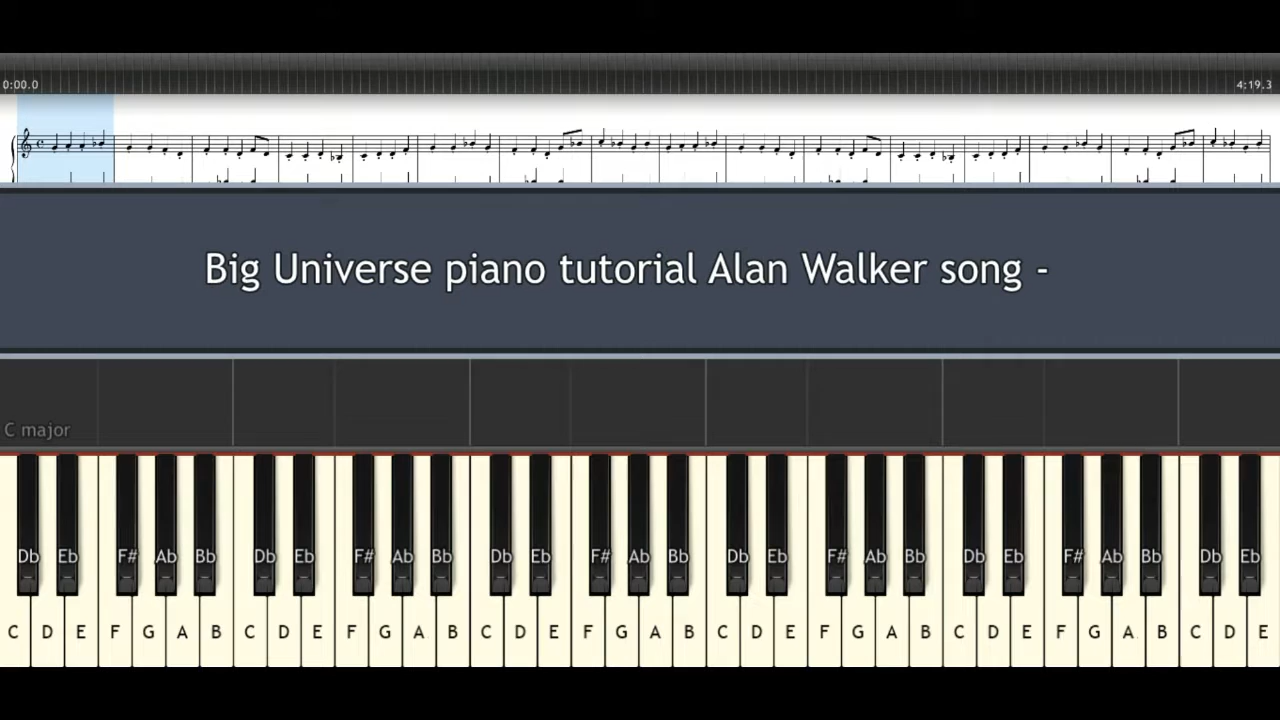 0:00.0 4:19.3
Big Universe piano tutorial Alan Walker song -
C major
Db Eb F# Ab Bb Db Eb F# Ab Bb Db Eb F# Ab Bb Db Eb F# Ab Bb Db Eb F# Ab Bb Db Eb
C D E F G A B C D E F G A B C D E F G A B C D E F G A B C D E F G A B C D E